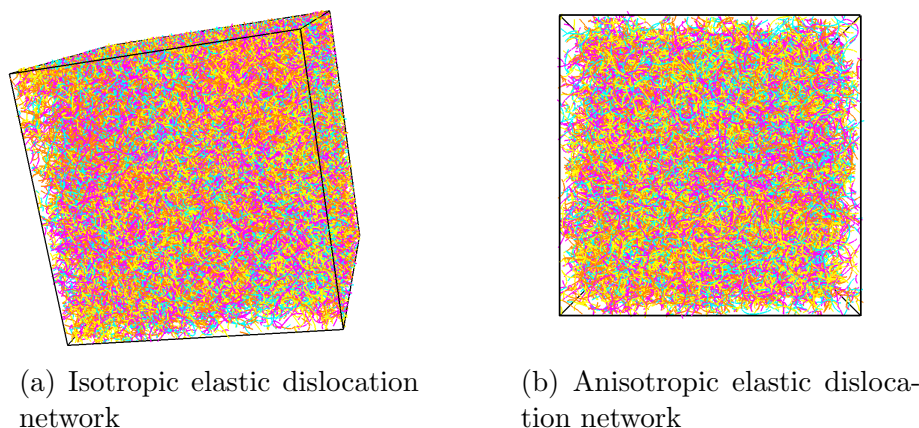 (a) Isotropic elastic dislocation
network
(b) Anisotropic elastic disloca-
tion network